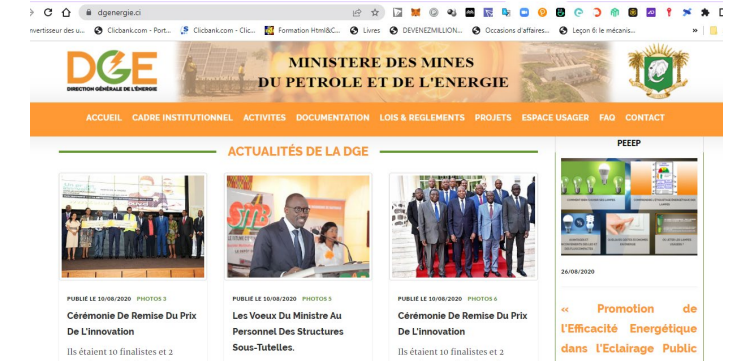 dgenergie.ci
nvertisseur des u...
Clicbank.com - Port...
Clicbank.com - Clic...
Formation Html&C...
Livres
DEVENEZMILLION...
Occasions d'affaires...
Leçon 6: le mécanis...
»
DGE
DIRECTION GÉNÉRALE DE L'ÉNERGIE
MINISTERE DES MINES
DU PETROLE ET DE L'ENERGIE
ACCUEIL CADRE INSTITUTIONNEL ACTIVITES DOCUMENTATION LOIS & REGLEMENTS PROJETS ESPACE USAGER FAQ CONTACT
ACTUALITÉS DE LA DGE
PUBLIÉ LE 10/08/2020 PHOTOS 3
Cérémonie De Remise Du Prix
De L'innovation
Ils étaient 10 finalistes et 2
PUBLIÉ LE 10/08/2020 PHOTOS 5
Les Voeux Du Ministre Au
Personnel Des Structures
Sous-Tutelles.
PUBLIÉ LE 10/08/2020 PHOTOS 6
Cérémonie De Remise Du Prix
De L'innovation
Ils étaient 10 finalistes et 2
PEEEP
26/08/2020
« Promotion de
l'Efficacité Energétique
dans l'Eclairage Public